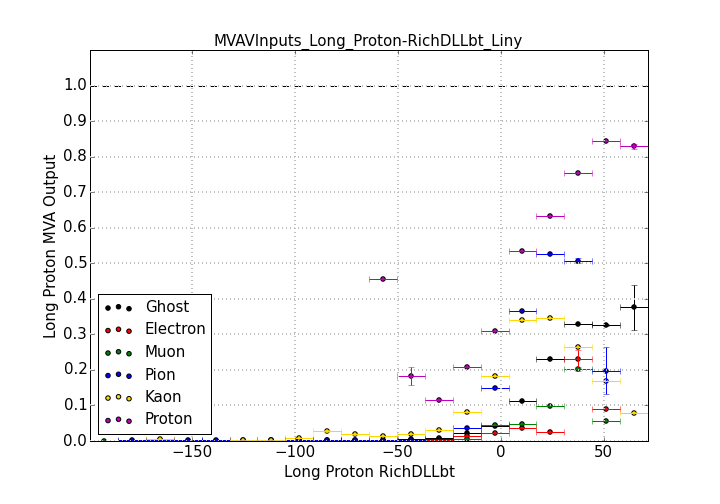 MVAVInputs_Long_Proton-RichDLLbt_Liny
1.0
0.9
0.8
0.7
0.6
0.5
0.4
0.3
0.2
0.1
0.0
Long Proton MVA Output
Ghost
Electron
Muon
Pion
Kaon
Proton
−150 −100 −50 0 50
Long Proton RichDLLbt